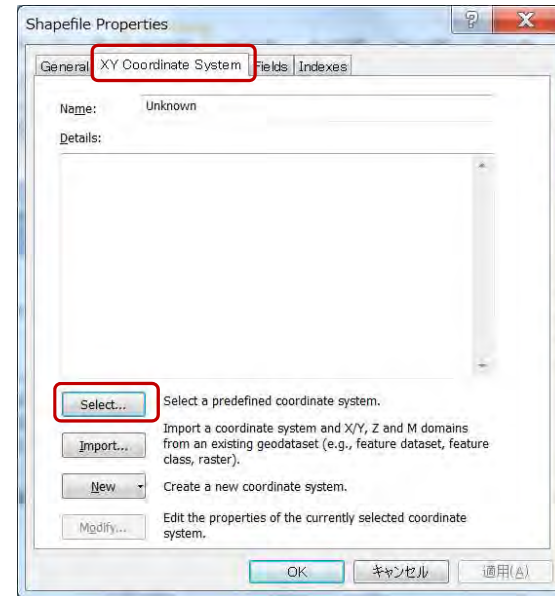 Shapefile Properties
General XY Coordinate System Fields Indexes
Name: Unknown
Details:
Select... Select a predefined coordinate system.
Import... Import a coordinate system and X/Y, Z and M domains
from an existing geodataset (e.g., feature dataset, feature
class, raster).
New Create a new coordinate system.
Modify... Edit the properties of the currently selected coordinate
system.
OK キャンセル 適用(A)